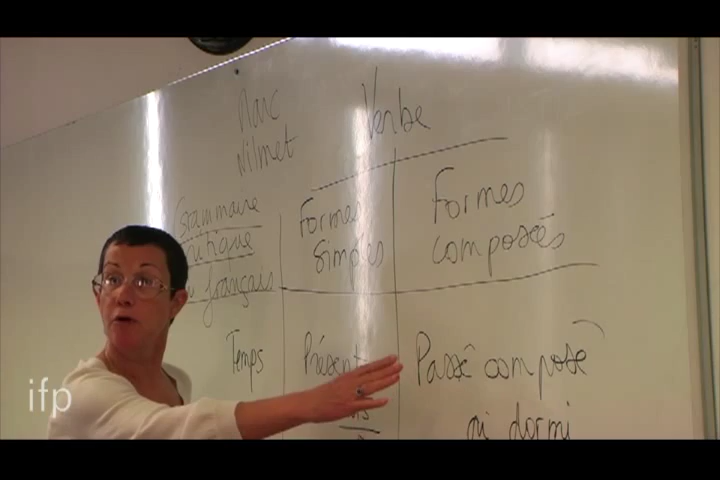 Marc
Wilmet
Verbe
Grammaire
critique
français
Formes
Simples
Formes
composées
Temps
Présent
Passé composé
ai dormi
ifp